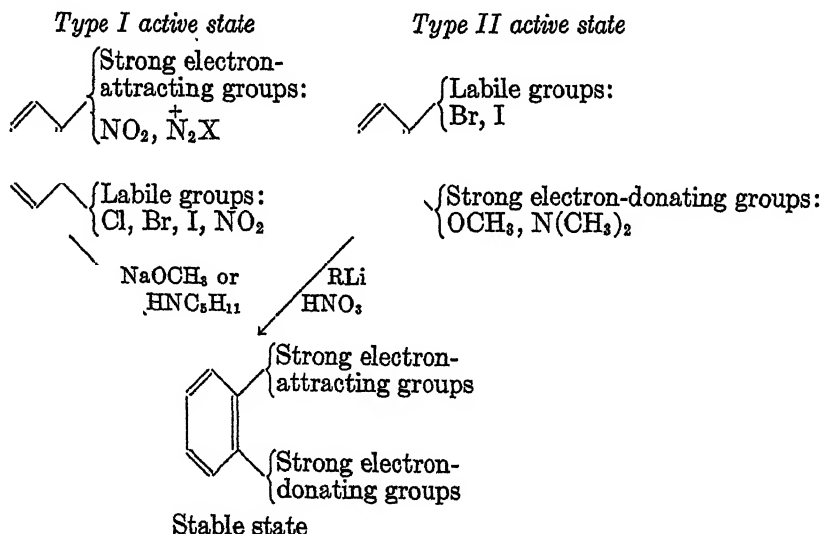 Type I active state
Type II active state
Strong electron-
attracting groups:
NO₂, N⁺₂X
Labile groups:
Br, I
Labile groups:
Cl, Br, I, NO₂
Strong electron-donating groups:
OCH₃, N(CH₃)₂
NaOCH₃ or
HNC₅H₁₁
RLi
HNO₃
Strong electron-
attracting groups
Strong electron-
donating groups
Stable state